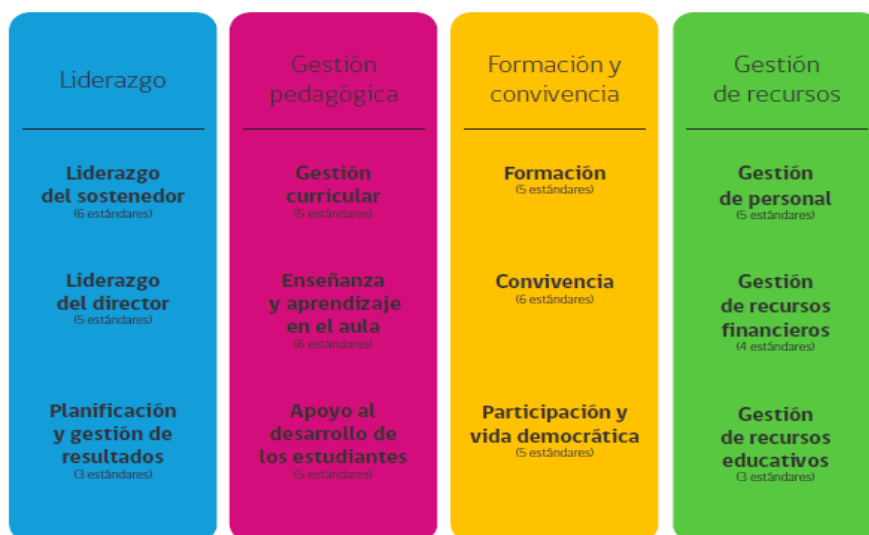 Liderazgo
Liderazgo
del sostenedor
(6 estándares)
Liderazgo
del director
(5 estándares)
Planificación
y gestión de
resultados
(3 estándares)
Gestión
pedagógica
Gestión
curricular
(5 estándares)
Enseñanza
y aprendizaje
en el aula
(6 estándares)
Apoyo al
desarrollo de
los estudiantes
(5 estándares)
Formación y
convivencia
Formación
(5 estándares)
Convivencia
(6 estándares)
Participación y
vida democrática
(5 estándares)
Gestión
de recursos
Gestión
de personal
(5 estándares)
Gestión
de recursos
financieros
(4 estándares)
Gestión
de recursos
educativos
(3 estándares)